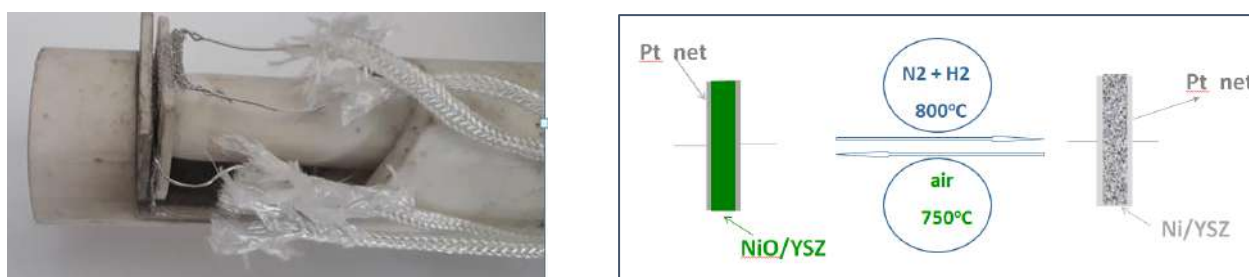 Pt net
N2 + H2
800°C
Pt net
air
750°C
NiO/YSZ
Ni/YSZ